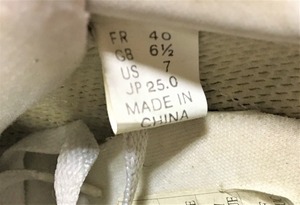 FR 40
GB 6½
US 7
JP 25.0
MADE IN
CHINA